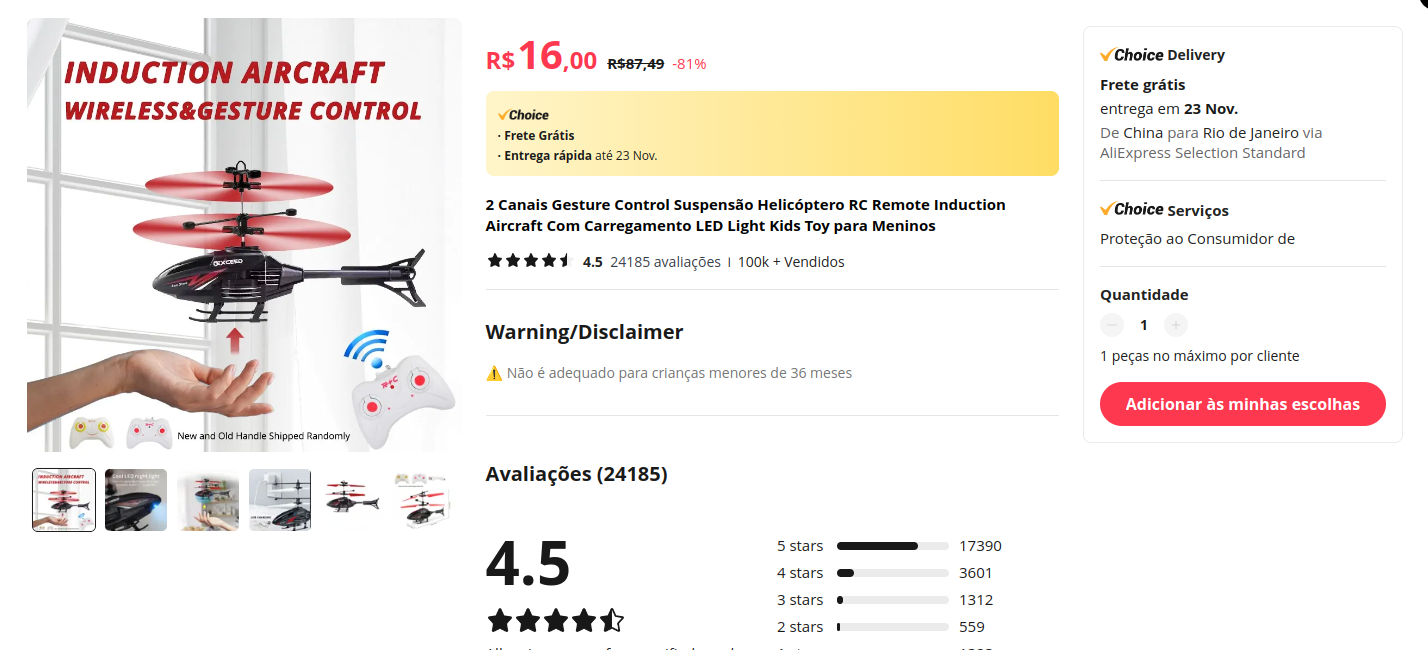 INDUCTION AIRCRAFT
WIRELESS&GESTURE CONTROL
New and Old Handle Shipped Randomly
R$16,00 R$87,49 -81%
Choice
· Frete Grátis
· Entrega rápida até 23 Nov.
2 Canais Gesture Control Suspensão Helicóptero RC Remote Induction
Aircraft Com Carregamento LED Light Kids Toy para Meninos
4.5 24185 avaliações | 100k + Vendidos
Warning/Disclaimer
⚠️ Não é adequado para crianças menores de 36 meses
Avaliações (24185)
4.5
5 stars 17390
4 stars 3601
3 stars 1312
2 stars 559
Choice Delivery
Frete grátis
entrega em 23 Nov.
De China para Rio de Janeiro via
AliExpress Selection Standard
Choice Serviços
Proteção ao Consumidor de
Quantidade
− 1 +
1 peças no máximo por cliente
Adicionar às minhas escolhas